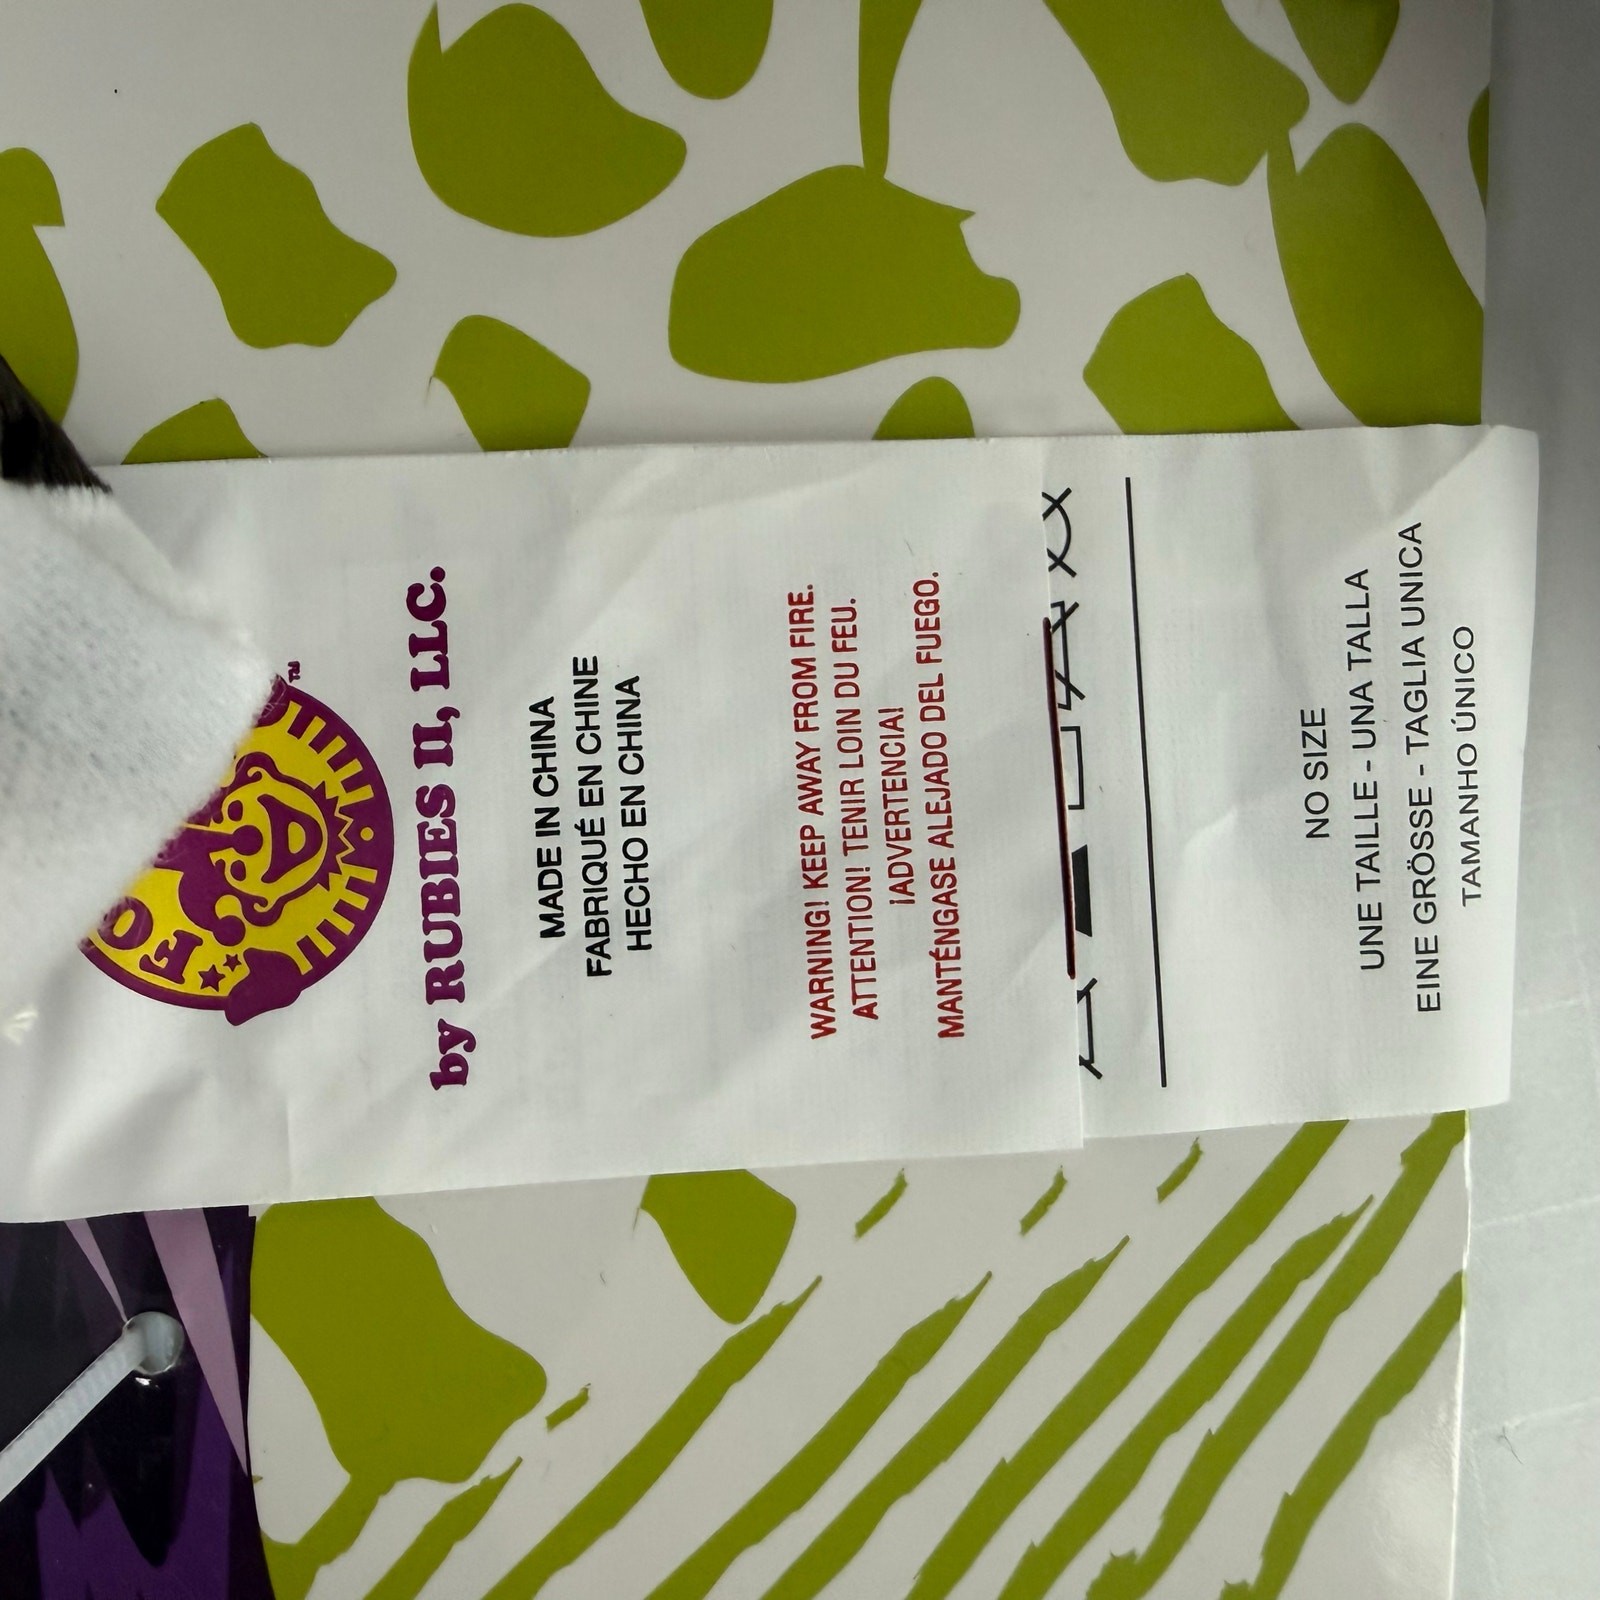 FO
TM
by RUBIES II, LLC.
MADE IN CHINA
FABRIQUÉ EN CHINE
HECHO EN CHINA
WARNING! KEEP AWAY FROM FIRE.
ATTENTION! TENIR LOIN DU FEU.
¡ADVERTENCIA!
MANTÉNGASE ALEJADO DEL FUEGO.
NO SIZE
UNE TAILLE - UNA TALLA
EINE GRÖSSE - TAGLIA UNICA
TAMANHO ÚNICO